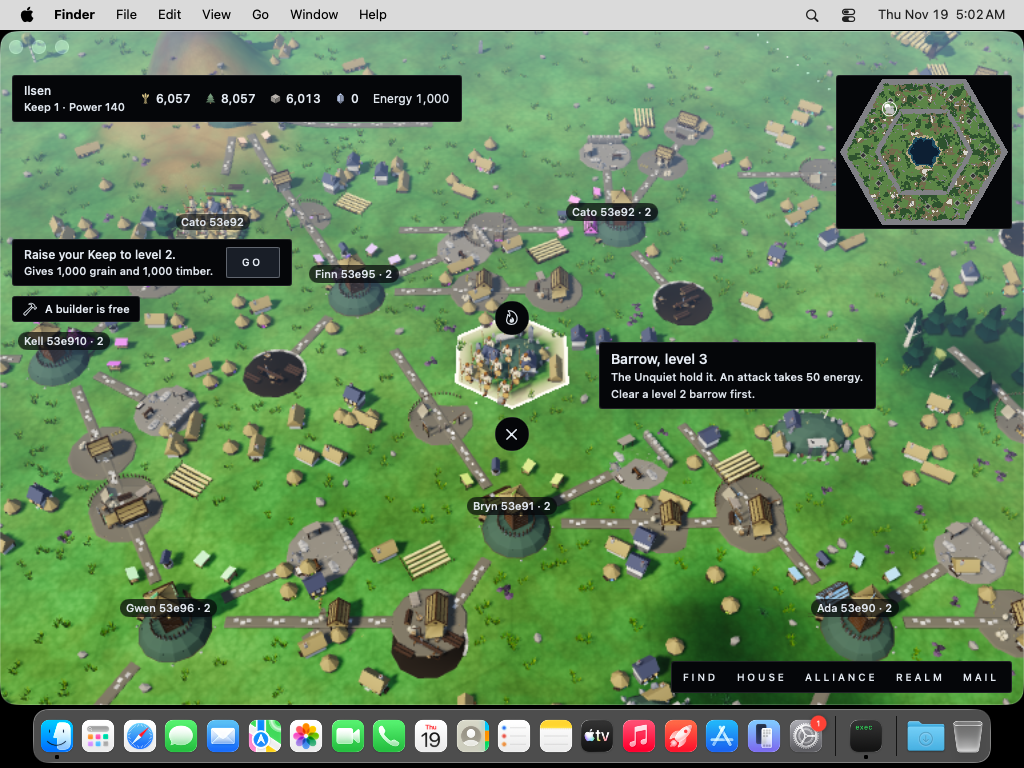 Finder File Edit View Go Window Help Thu Nov 19 5:02 AM
Ilsen
Keep 1 · Power 140
6,057 8,057 6,013 0 Energy 1,000
Cato 53e92
Cato 53e92 · 2
Raise your Keep to level 2.
Gives 1,000 grain and 1,000 timber.
GO
Finn 53e95 · 2
A builder is free
Kell 53e910 · 2
Barrow, level 3
The Unquiet hold it. An attack takes 50 energy.
Clear a level 2 barrow first.
Bryn 53e91 · 2
Gwen 53e96 · 2
Ada 53e90 · 2
FIND HOUSE ALLIANCE REALM MAIL
Thu
19
tv
1
exec